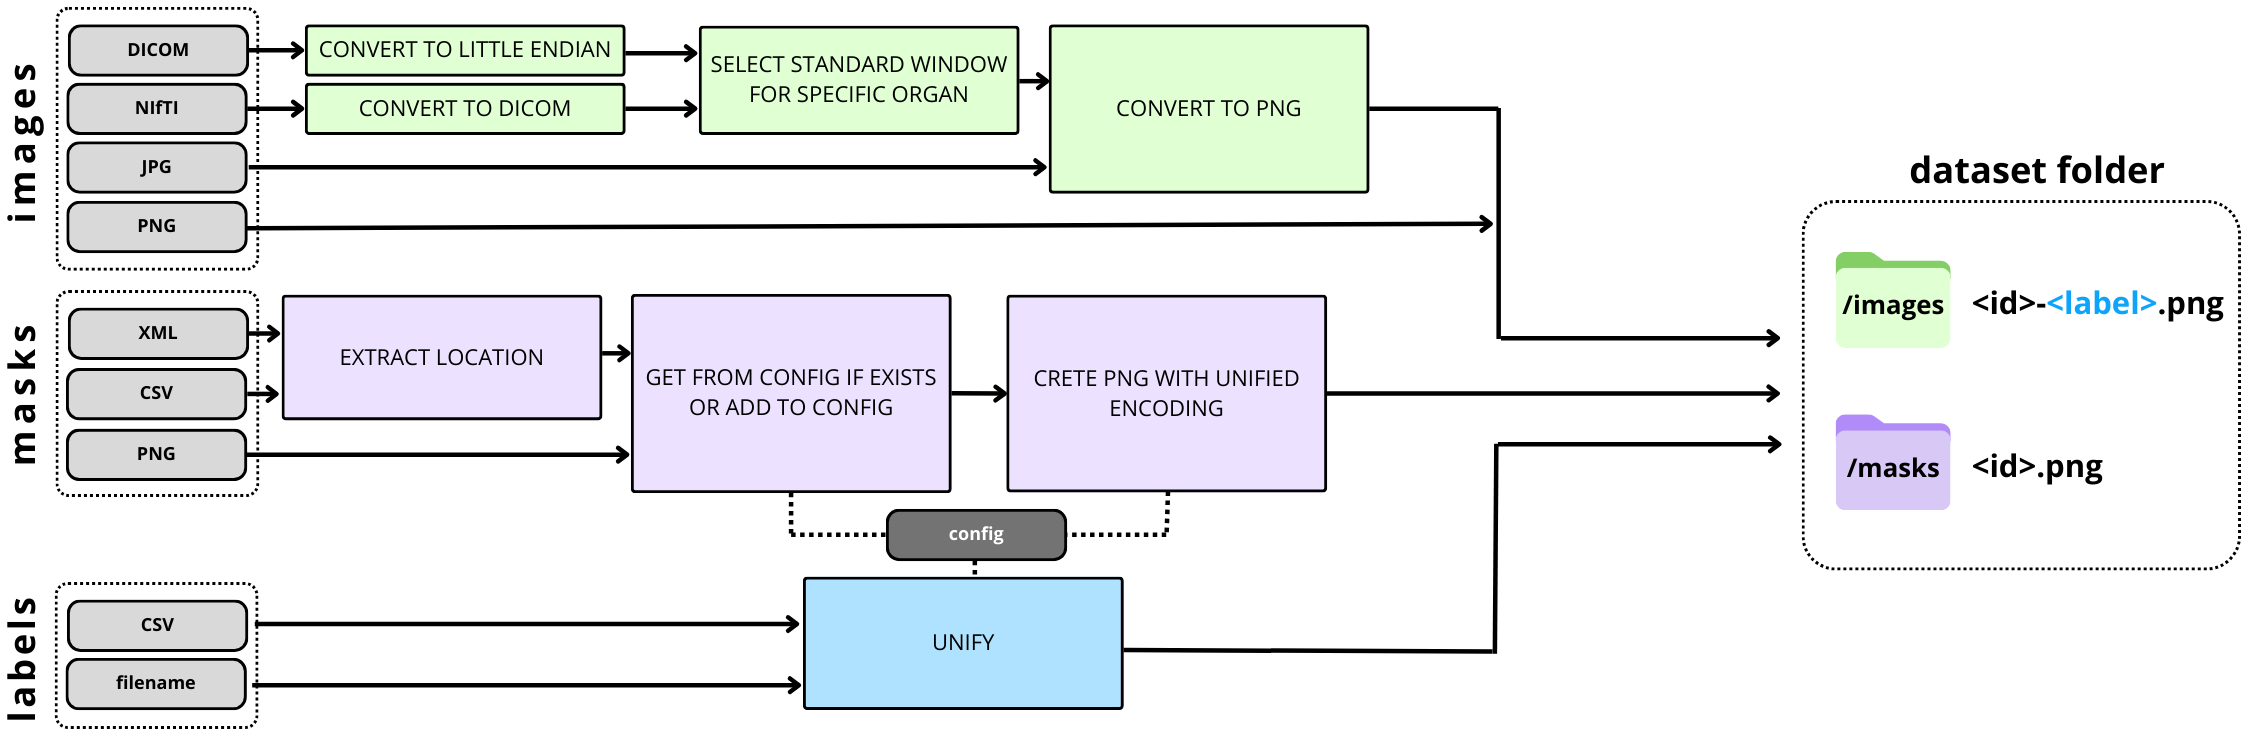 images
DICOM
NIfTI
JPG
PNG
CONVERT TO LITTLE ENDIAN
CONVERT TO DICOM
SELECT STANDARD WINDOW
FOR SPECIFIC ORGAN
CONVERT TO PNG
masks
XML
CSV
PNG
EXTRACT LOCATION
GET FROM CONFIG IF EXISTS
OR ADD TO CONFIG
CRETE PNG WITH UNIFIED
ENCODING
config
labels
CSV
filename
UNIFY
dataset folder
/images
<id>-<label>.png
/masks
<id>.png